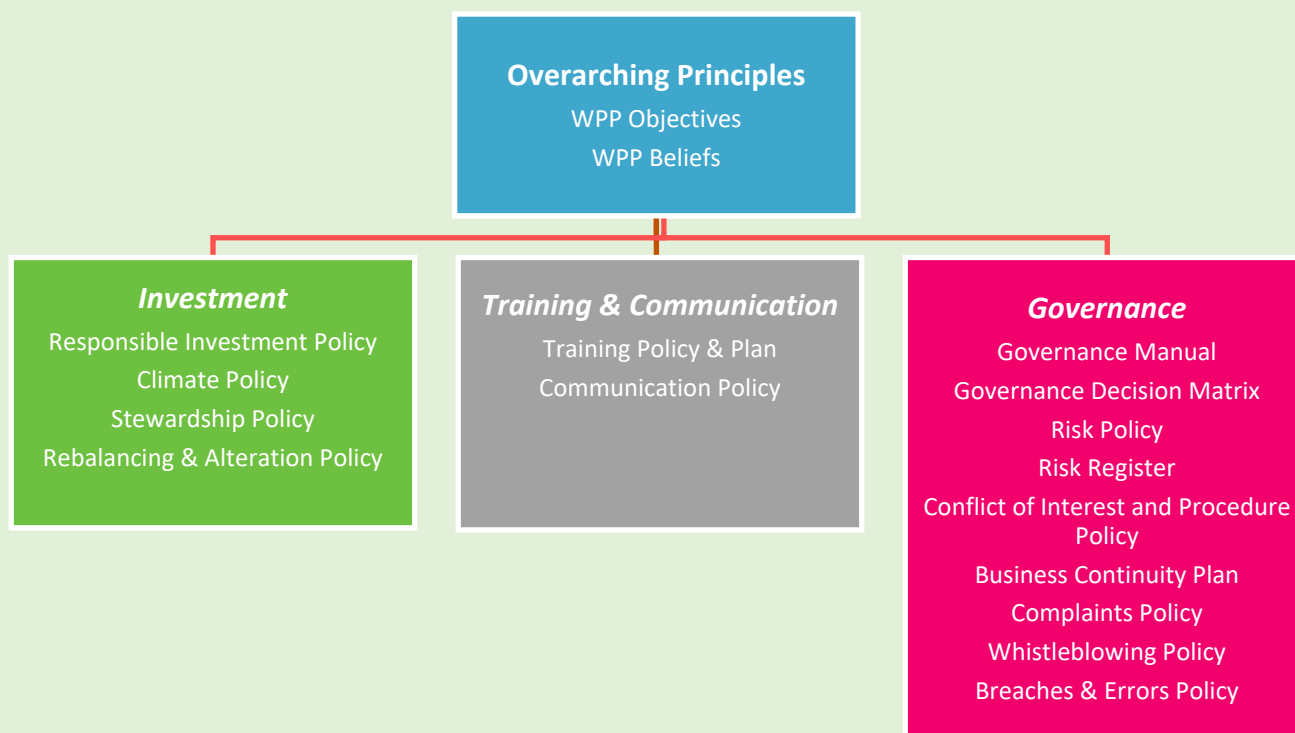 Overarching Principles
WPP Objectives
WPP Beliefs
Investment
Responsible Investment Policy
Climate Policy
Stewardship Policy
Rebalancing & Alteration Policy
Training & Communication
Training Policy & Plan
Communication Policy
Governance
Governance Manual
Governance Decision Matrix
Risk Policy
Risk Register
Conflict of Interest and Procedure
Policy
Business Continuity Plan
Complaints Policy
Whistleblowing Policy
Breaches & Errors Policy